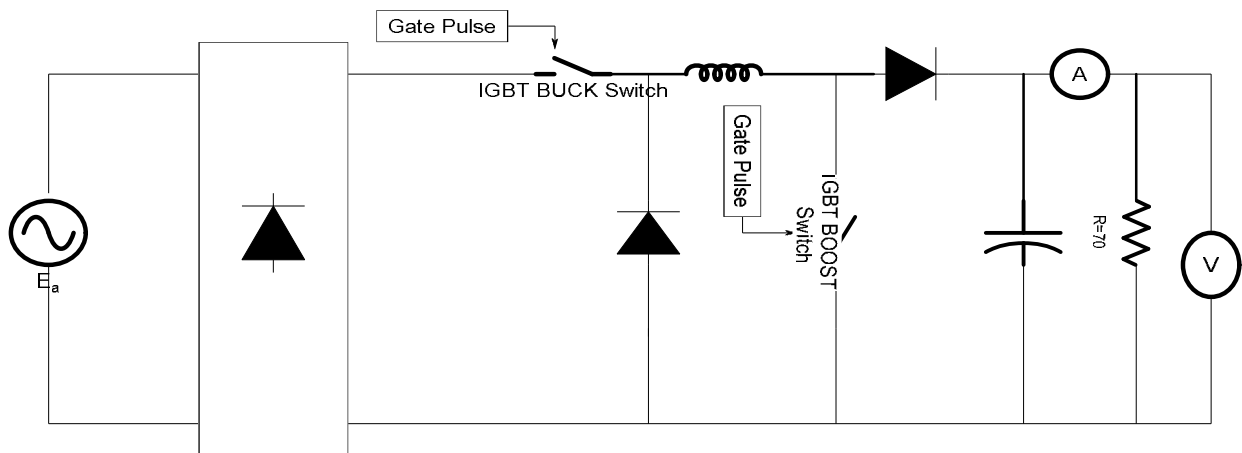 Gate Pulse
IGBT BUCK Switch
A
Gate Pulse
IGBT BOOST
Switch
R=70
V
Ea